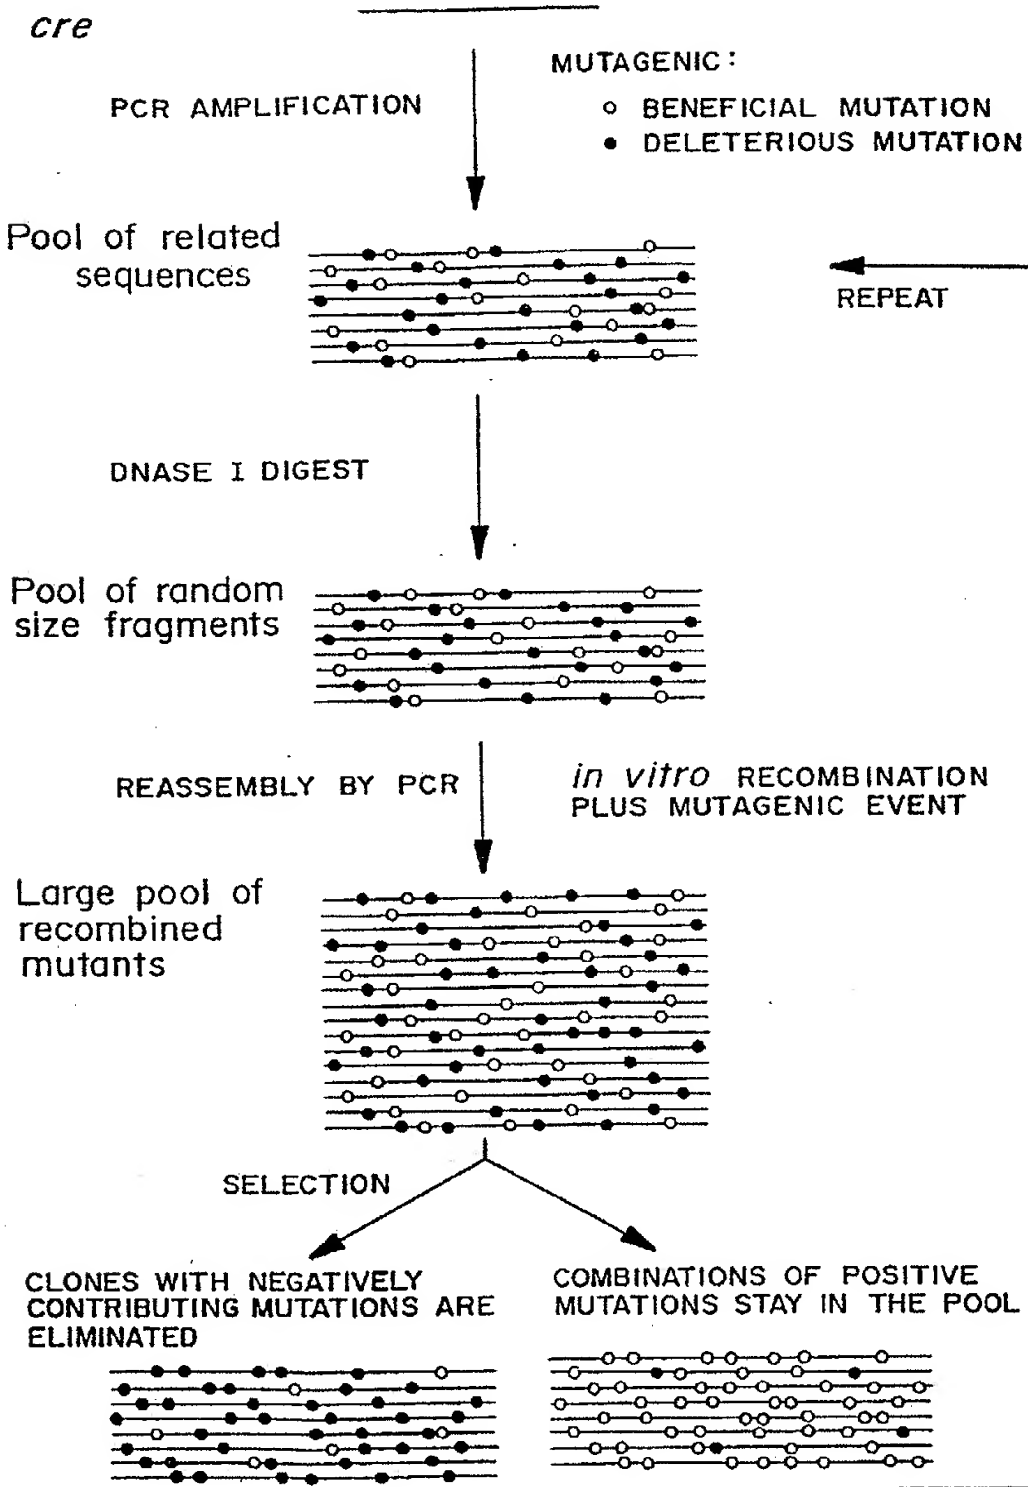 cre
PCR AMPLIFICATION
MUTAGENIC:
BENEFICIAL MUTATION
DELETERIOUS MUTATION
Pool of related
sequences
REPEAT
DNASE I DIGEST
Pool of random
size fragments
REASSEMBLY BY PCR
in vitro RECOMBINATION
PLUS MUTAGENIC EVENT
Large pool of
recombined
mutants
SELECTION
CLONES WITH NEGATIVELY
CONTRIBUTING MUTATIONS ARE
ELIMINATED
COMBINATIONS OF POSITIVE
MUTATIONS STAY IN THE POOL